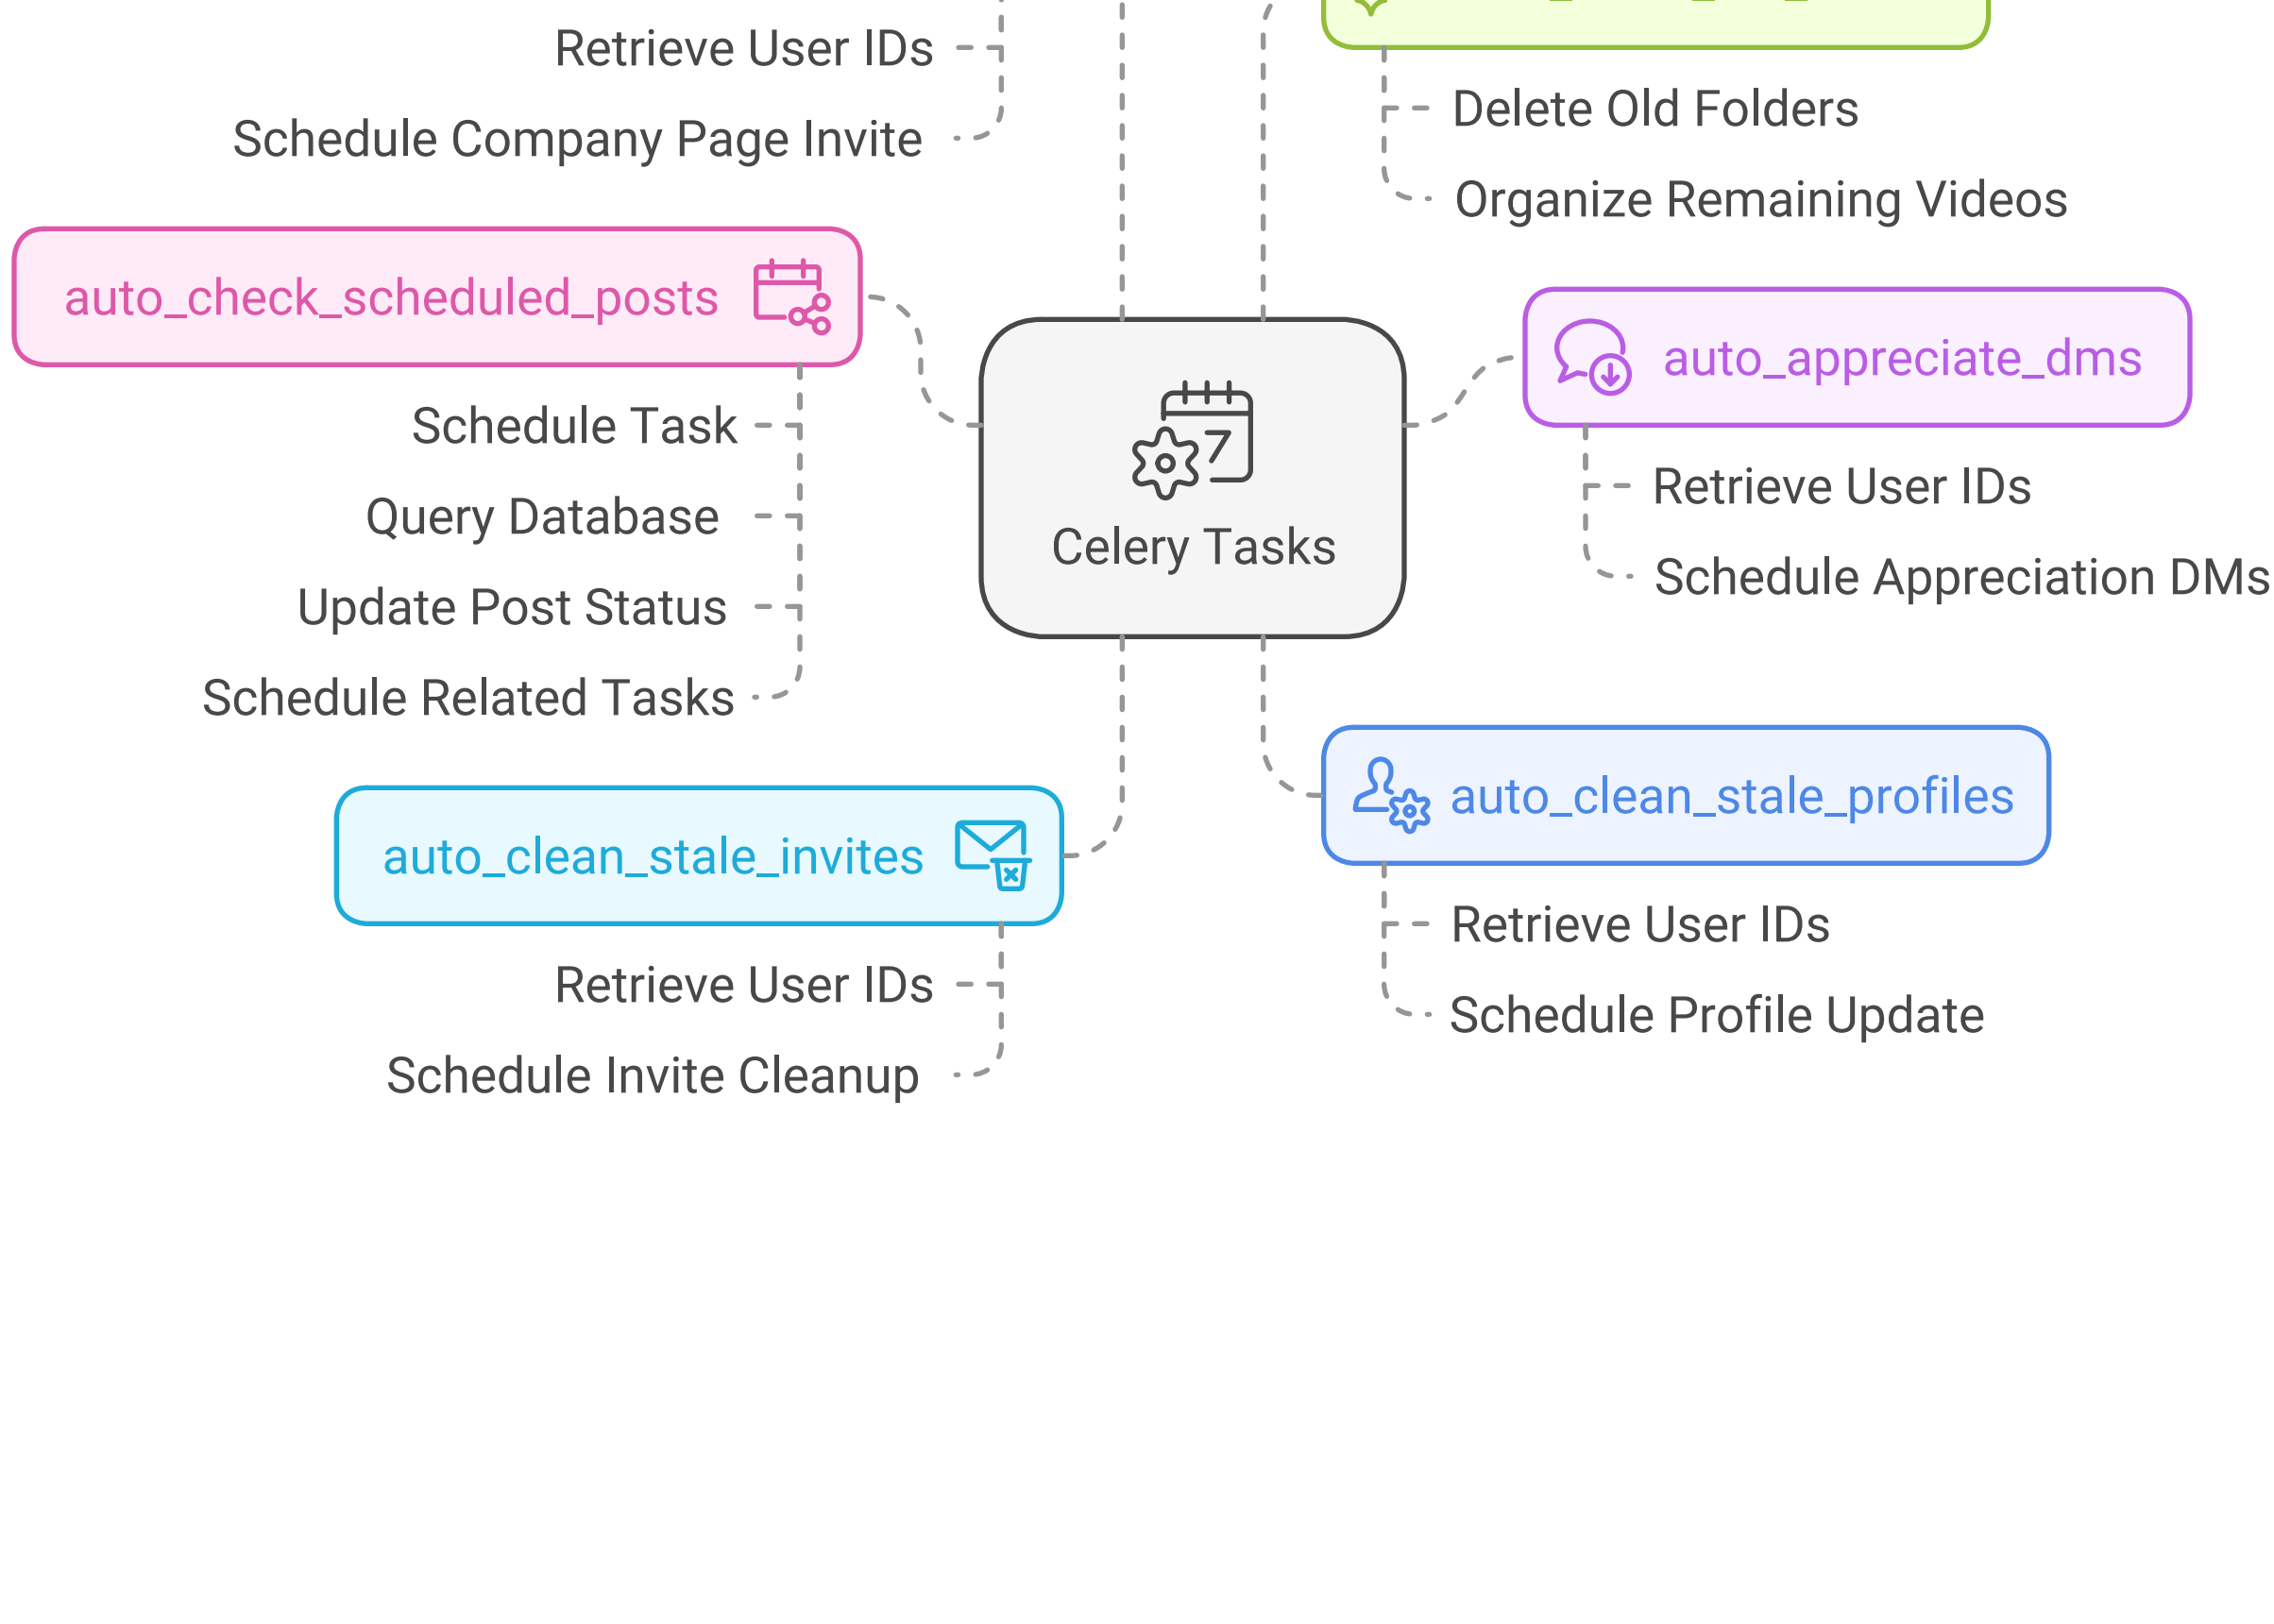 Retrieve User IDs
Schedule Company Page Invite
Delete Old Folders
Organize Remaining Videos
auto_check_scheduled_posts
Schedule Task
Query Database
Update Post Status
Schedule Related Tasks
Celery Tasks
auto_appreciate_dms
Retrieve User IDs
Schedule Appreciation DMs
auto_clean_stale_invites
Retrieve User IDs
Schedule Invite Cleanup
auto_clean_stale_profiles
Retrieve User IDs
Schedule Profile Update